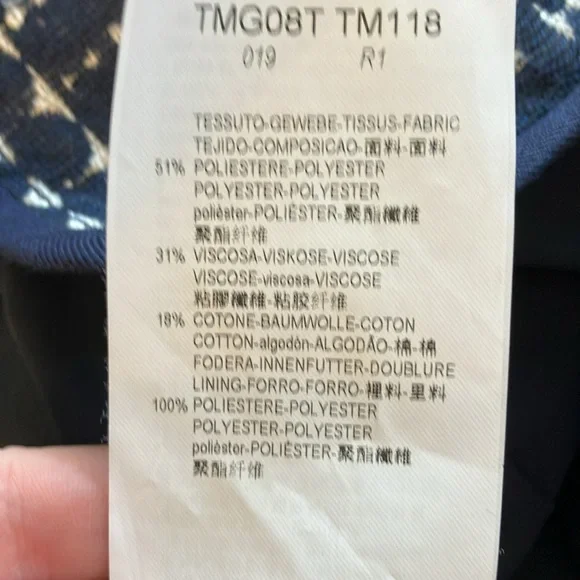 TMG08T TM118
019 R1
TESSUTO-GEWEBE-TISSUS-FABRIC
TEJIDO-COMPOSICAO-面料-面料
51% POLIESTERE-POLYESTER
POLYESTER-POLYESTER
poliéster-POLIÉSTER-聚酯纖維
聚酯纤维
31% VISCOSA-VISKOSE-VISCOSE
VISCOSE-viscosa-VISCOSE
粘膠纖維-粘胶纤维
18% COTONE-BAUMWOLLE-COTON
COTTON-algodón-ALGODÃO-棉-棉
FODERA-INNENFUTTER-DOUBLURE
LINING-FORRO-FORRO-裡料-里料
100% POLIESTERE-POLYESTER
POLYESTER-POLYESTER
poliéster-POLIÉSTER-聚酯纖維
聚酯纤维